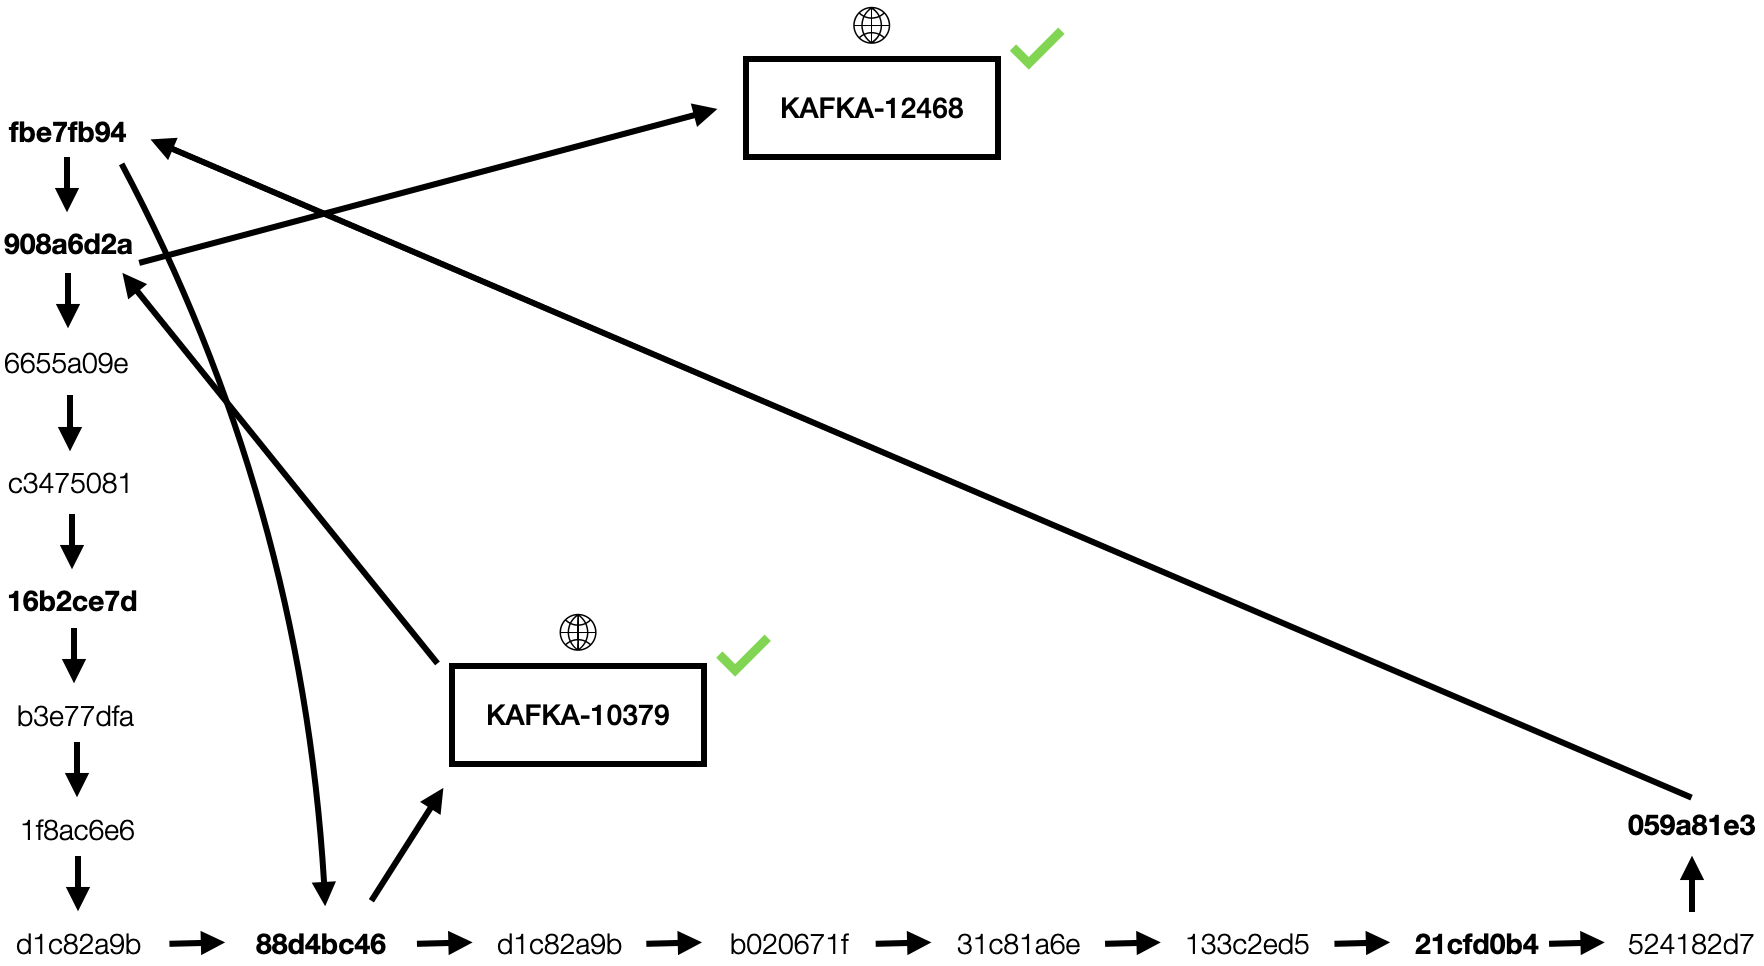 KAFKA-12468
fbe7fb94
908a6d2a
6655a09e
c3475081
16b2ce7d
KAFKA-10379
b3e77dfa
1f8ac6e6
059a81e3
d1c82a9b 88d4bc46 d1c82a9b b020671f 31c81a6e 133c2ed5 21cfd0b4 524182d7